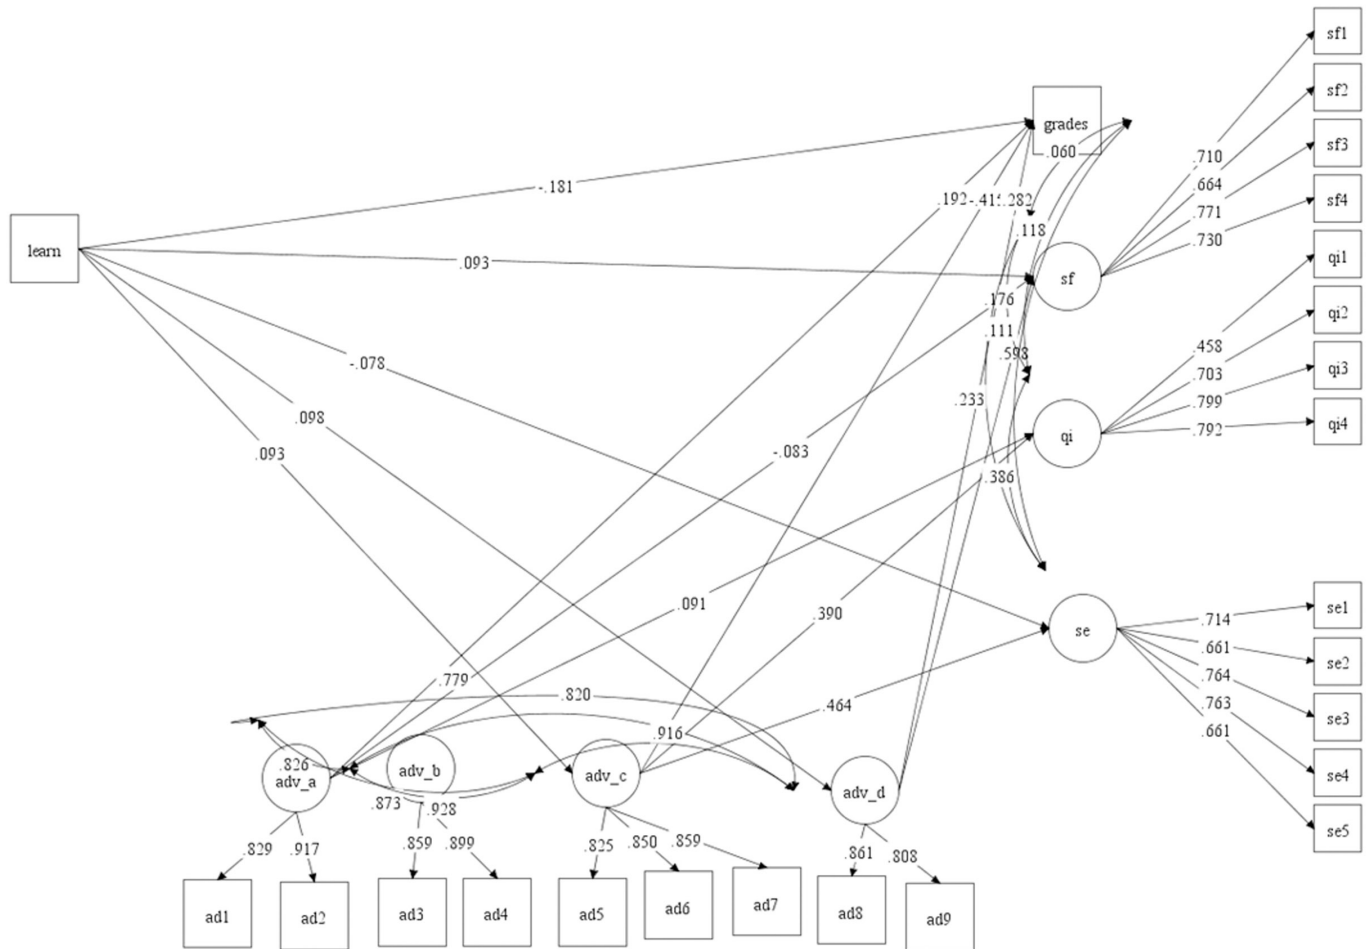 sf1
sf2
grades
sf3
.060
.710
-.181
.664
.192
-.41
.282
sf4
.771
.118
.730
learn
.093
sf
qi1
.176
qi2
.111
.598
.458
-.078
.703
qi3
.098
.233
.799
.093
-.083
.792
qi4
qi
.386
.091
.390
se1
.714
se
.661
se2
.779
.764
.820
.763
se3
.464
.916
.661
.826
adv_a
adv_b
adv_c
se4
adv_d
.873
.928
se5
.829
.917
.859
.899
.825
.850
.859
.861
.808
ad1
ad2
ad3
ad4
ad5
ad6
ad7
ad8
ad9